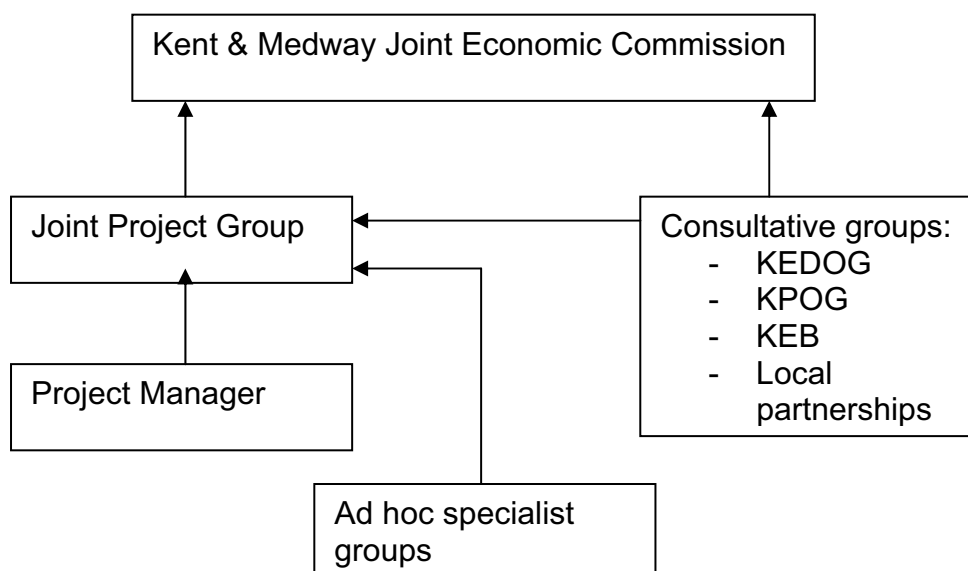 Kent & Medway Joint Economic Commission
Joint Project Group
Consultative groups:
- KEDOG
- KPOG
- KEB
- Local
partnerships
Project Manager
Ad hoc specialist
groups